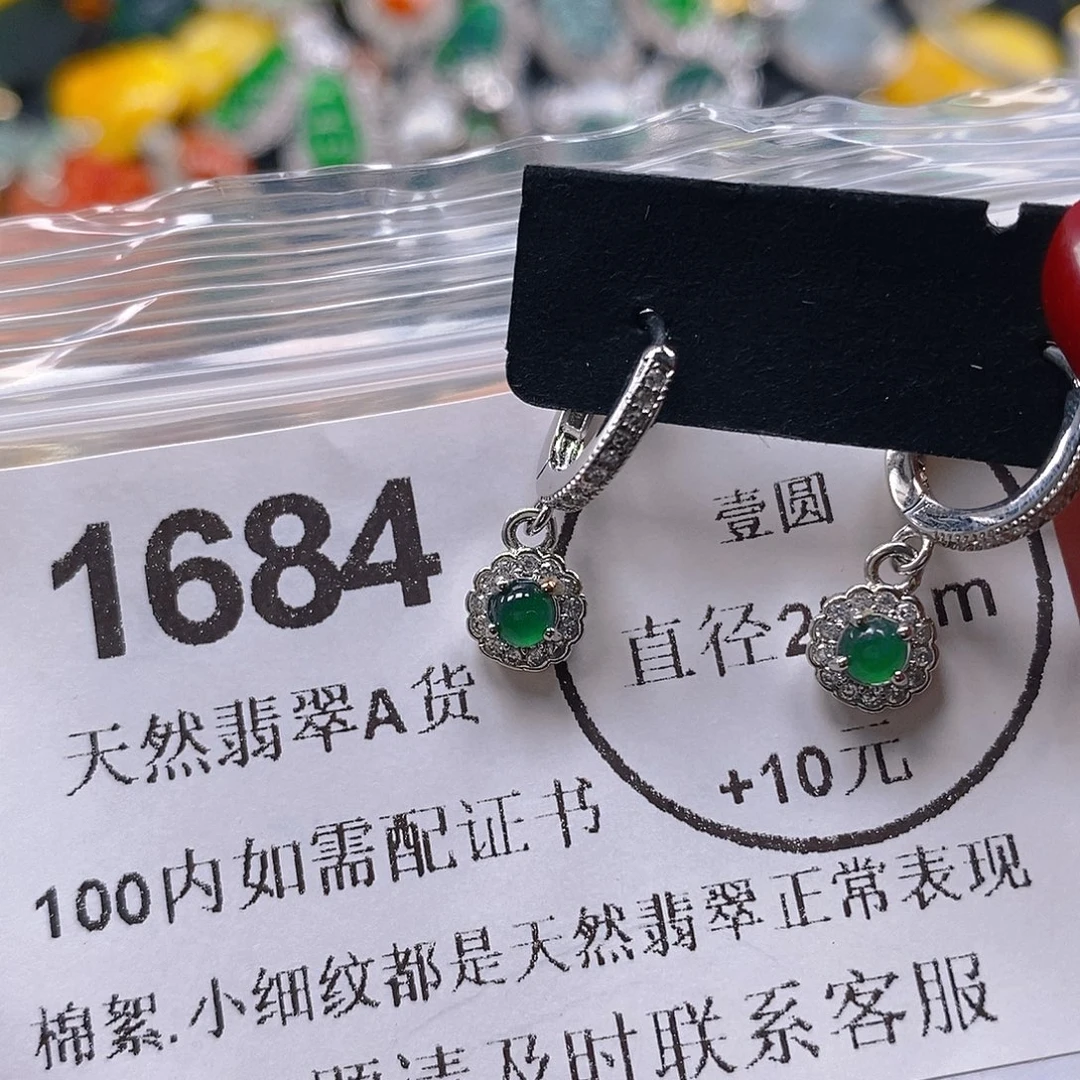 1684
壹圆
直径2 m
天然翡翠A货
+10元
100内如需配证书
棉絮.小细纹都是天然翡翠正常表现
请及时联系客服